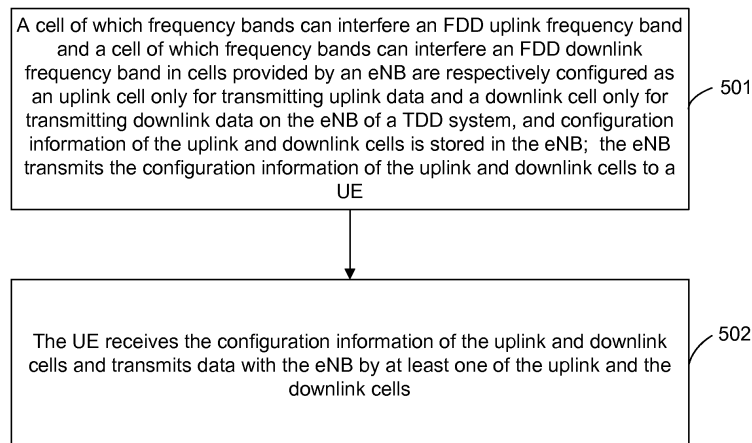 A cell of which frequency bands can interfere an FDD uplink frequency band
and a cell of which frequency bands can interfere an FDD downlink
frequency band in cells provided by an eNB are respectively configured as
an uplink cell only for transmitting uplink data and a downlink cell only for
transmitting downlink data on the eNB of a TDD system, and configuration
information of the uplink and downlink cells is stored in the eNB;  the eNB
transmits the configuration information of the uplink and downlink cells to a
UE
501
The UE receives the configuration information of the uplink and downlink
cells and transmits data with the eNB by at least one of the uplink and the
downlink cells
502